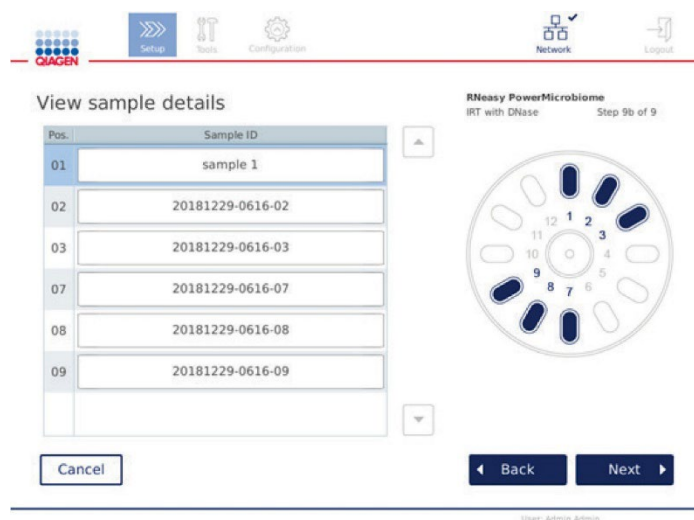 QIAGEN
Setup
Tools
Configuration
Network
Logout
View sample details
RNeasy PowerMicrobiome
IRT with DNase Step 9b of 9
Pos. Sample ID
01 sample 1
02 20181229-0616-02
03 20181229-0616-03
07 20181229-0616-07
08 20181229-0616-08
09 20181229-0616-09
12 1 2
11 3
10 4
9 5
8 7 6
Cancel
Back
Next
User: Admin Admin